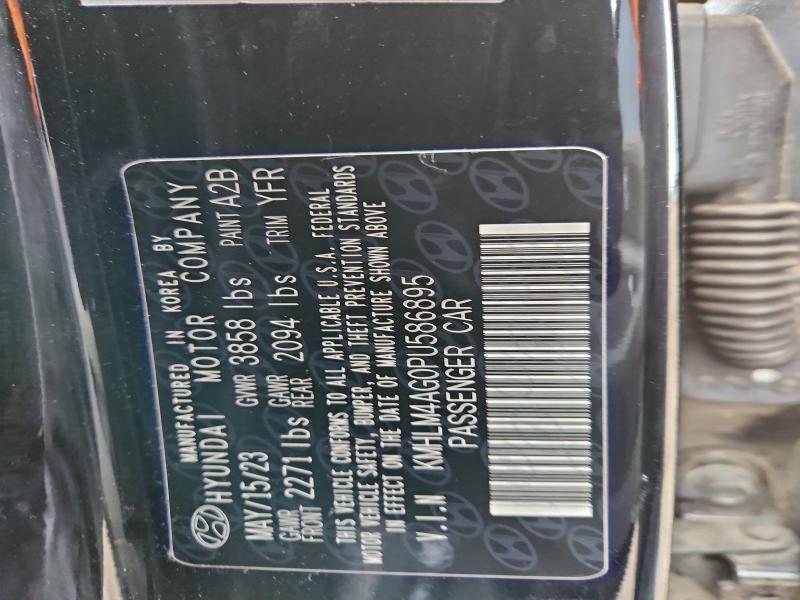 MANUFACTURED IN KOREA BY
HYUNDAI MOTOR COMPANY
MAY/15/23 GVWR 3858 lbs PAINT A2B
GAWR FRONT 2271 lbs GAWR REAR 2094 lbs TRIM YFR
THIS VEHICLE CONFORMS TO ALL APPLICABLE U.S.A. FEDERAL
MOTOR VEHICLE SAFETY, BUMPER, AND THEFT PREVENTION STANDARDS
IN EFFECT ON THE DATE OF MANUFACTURE SHOWN ABOVE
V.I.N KMHLM4AG0PU586895
PASSENGER CAR